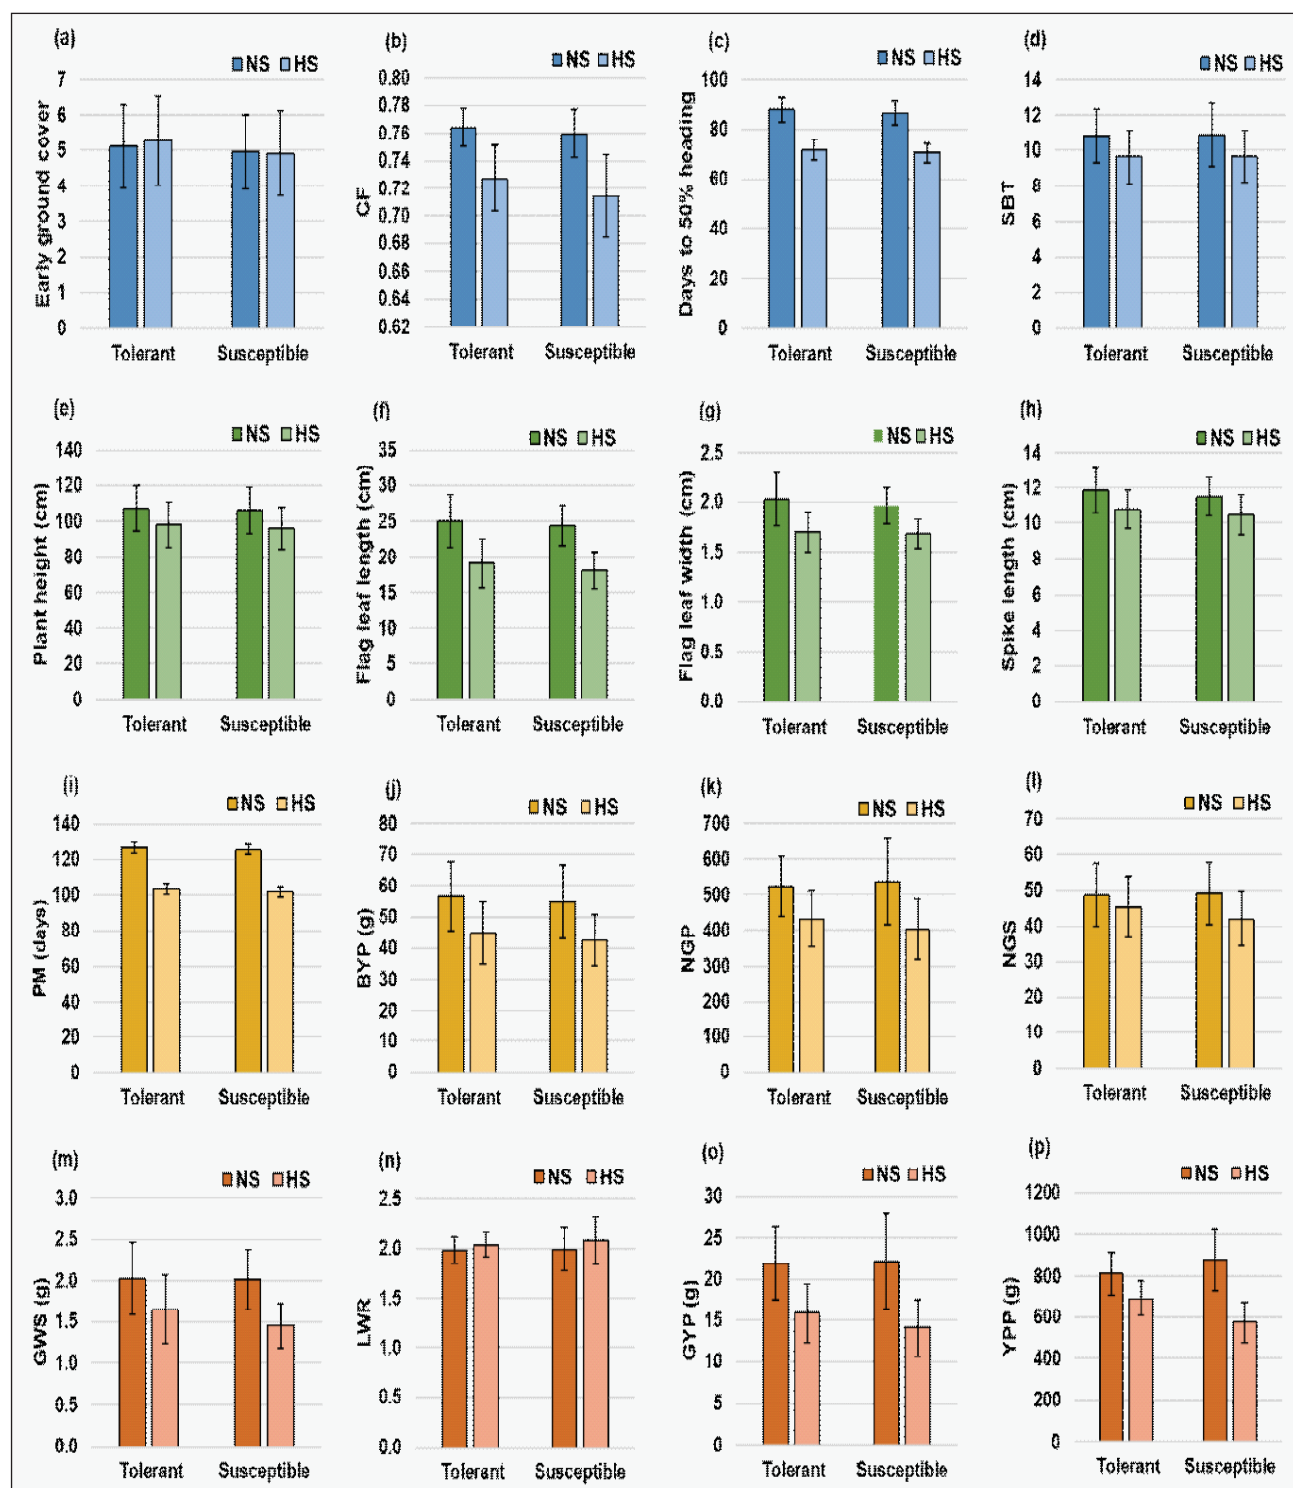 (a)
NS HS
Early ground cover
7
6
5
4
3
2
1
0
Tolerant Susceptible
(b)
NS HS
CF
0.80
0.78
0.76
0.74
0.72
0.70
0.68
0.66
0.64
0.62
Tolerant Susceptible
(c)
NS HS
Days to 50% heading
100
80
60
40
20
0
Tolerant Susceptible
(d)
NS HS
SBT
14
12
10
8
6
4
2
0
Tolerant Susceptible
(e)
NS HS
Plant height (cm)
140
120
100
80
60
40
20
0
Tolerant Susceptible
(f)
NS HS
Flag leaf length (cm)
35
30
25
20
15
10
5
0
Tolerant Susceptible
(g)
NS HS
Flag leaf width (cm)
2.5
2.0
1.5
1.0
0.5
0.0
Tolerant Susceptible
(h)
NS HS
Spike length (cm)
14
12
10
8
6
4
2
0
Tolerant Susceptible
(i)
NS HS
PM (days)
140
120
100
80
60
40
20
0
Tolerant Susceptible
(j)
NS HS
BYP (g)
80
70
60
50
40
30
20
10
0
Tolerant Susceptible
(k)
NS HS
NGP
700
600
500
400
300
200
100
0
Tolerant Susceptible
(l)
NS HS
NGS
70
60
50
40
30
20
10
0
Tolerant Susceptible
(m)
NS HS
GWS (g)
3.0
2.5
2.0
1.5
1.0
0.5
0.0
Tolerant Susceptible
(n)
NS HS
LWR
2.5
2.0
1.5
1.0
0.5
0.0
Tolerant Susceptible
(o)
NS HS
GYP (g)
30
25
20
15
10
5
0
Tolerant Susceptible
(p)
NS HS
YPP (g)
1200
1000
800
600
400
200
0
Tolerant Susceptible